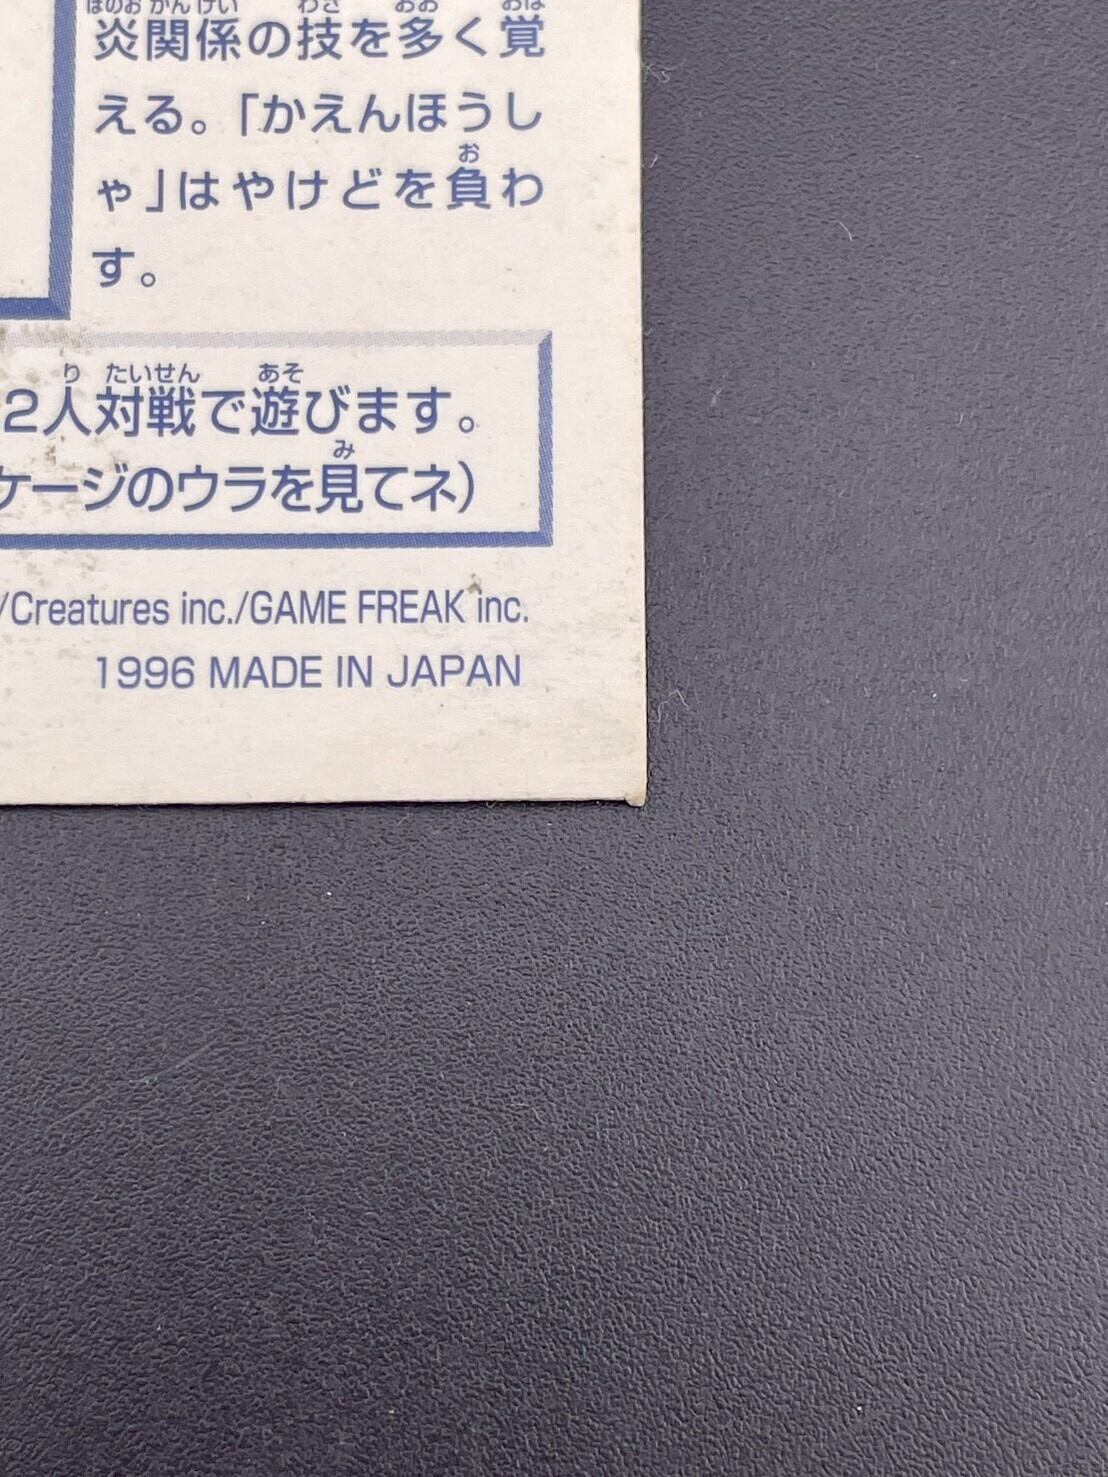 炎関係の技を多く覚
える。「かえんほうし
ゃ」はやけどを負わ
す。
2人対戦で遊びます。
ケージのウラを見てネ)
/Creatures inc./GAME FREAK inc.
1996 MADE IN JAPAN